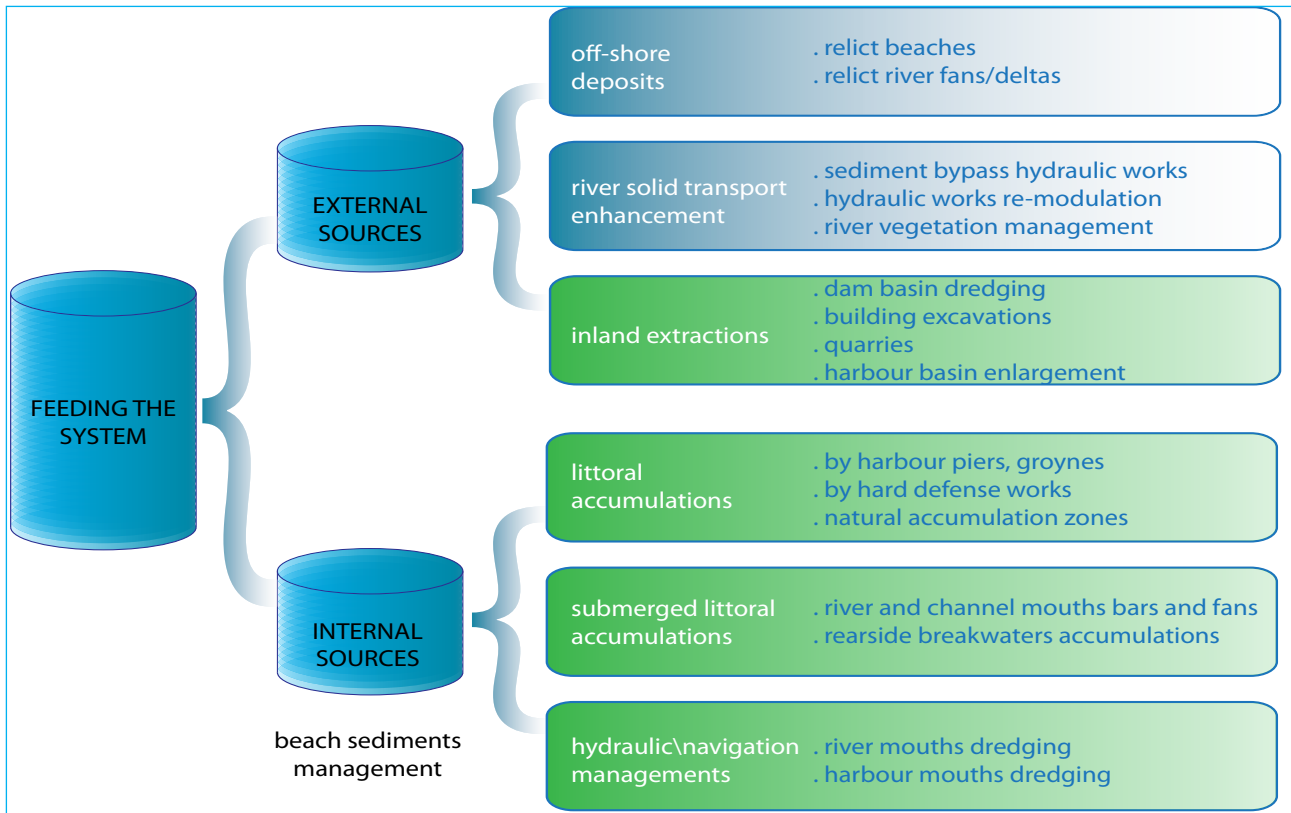 FEEDING THE
SYSTEM
EXTERNAL
SOURCES
off-shore
deposits
. relict beaches
. relict river fans/deltas
river solid transport
enhancement
. sediment bypass hydraulic works
. hydraulic works re-modulation
. river vegetation management
inland extractions
. dam basin dredging
. building excavations
. quarries
. harbour basin enlargement
INTERNAL
SOURCES
beach sediments
management
littoral
accumulations
. by harbour piers, groynes
. by hard defense works
. natural accumulation zones
submerged littoral
accumulations
. river and channel mouths bars and fans
. rearside breakwaters accumulations
hydraulic\navigation
managements
. river mouths dredging
. harbour mouths dredging